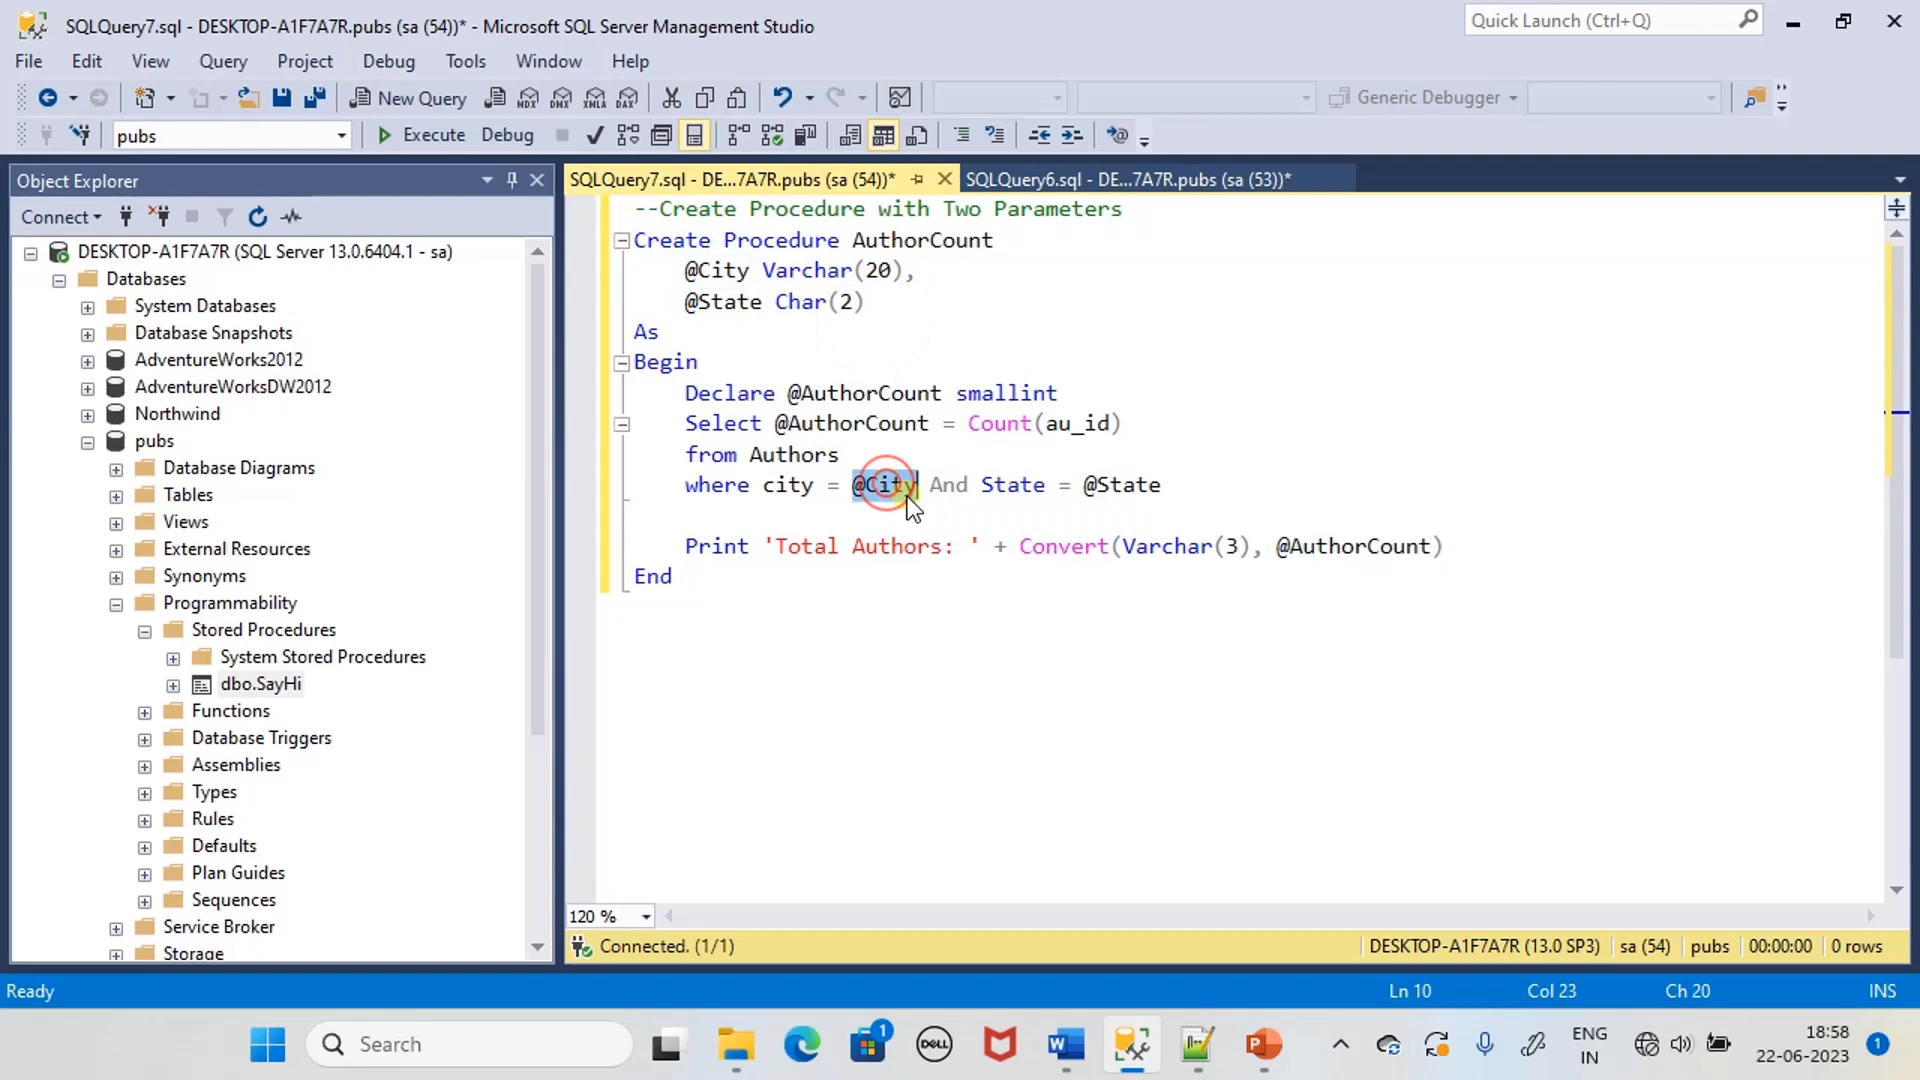 SQLQuery7.sql - DESKTOP-A1F7A7R.pubs (sa (54))* - Microsoft SQL Server Management Studio
Quick Launch (Ctrl+Q)
File Edit View Query Project Debug Tools Window Help
New Query MDX DMX XMLA DAX Generic Debugger
pubs Execute Debug
Object Explorer
SQLQuery7.sql - DE...7A7R.pubs (sa (54))*
SQLQuery6.sql - DE...7A7R.pubs (sa (53))*
Connect
DESKTOP-A1F7A7R (SQL Server 13.0.6404.1 - sa)
Databases
System Databases
Database Snapshots
AdventureWorks2012
AdventureWorksDW2012
Northwind
pubs
Database Diagrams
Tables
Views
External Resources
Synonyms
Programmability
Stored Procedures
System Stored Procedures
dbo.SayHi
Functions
Database Triggers
Assemblies
Types
Rules
Defaults
Plan Guides
Sequences
Service Broker
Storage
--Create Procedure with Two Parameters
Create Procedure AuthorCount
@City Varchar(20),
@State Char(2)
As
Begin
Declare @AuthorCount smallint
Select @AuthorCount = Count(au_id)
from Authors
where city = @City And State = @State
Print 'Total Authors: ' + Convert(Varchar(3), @AuthorCount)
End
120 %
Connected. (1/1)
DESKTOP-A1F7A7R (13.0 SP3) sa (54) pubs 00:00:00 0 rows
Ready Ln 10 Col 23 Ch 20 INS
Search
1
DELL
W
P
ENG
IN
18:58
22-06-2023
1